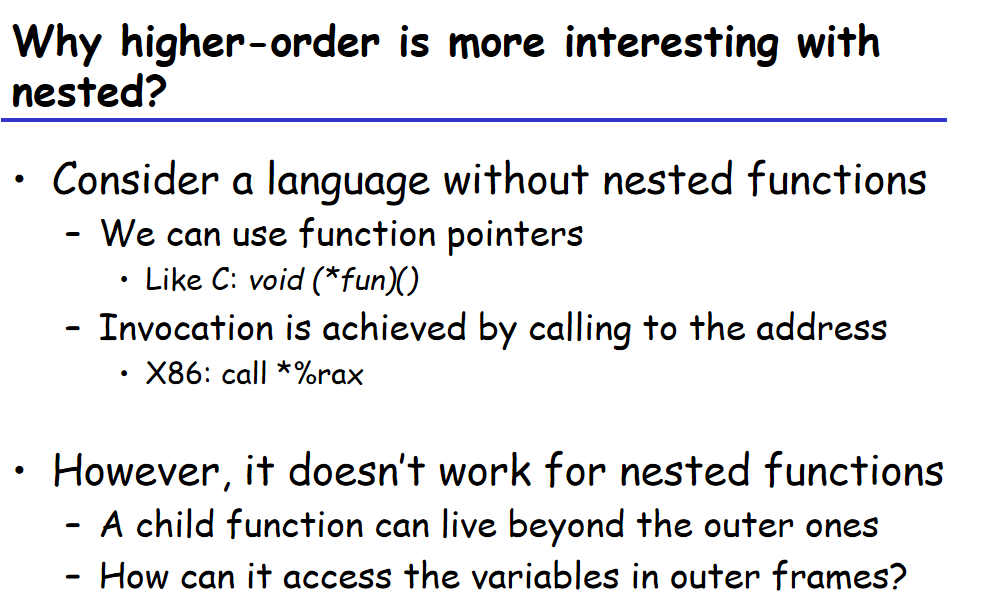 Why higher-order is more interesting with
nested?
• Consider a language without nested functions
– We can use function pointers
• Like C: void (*fun)()
– Invocation is achieved by calling to the address
• X86: call *%rax
• However, it doesn't work for nested functions
– A child function can live beyond the outer ones
– How can it access the variables in outer frames?